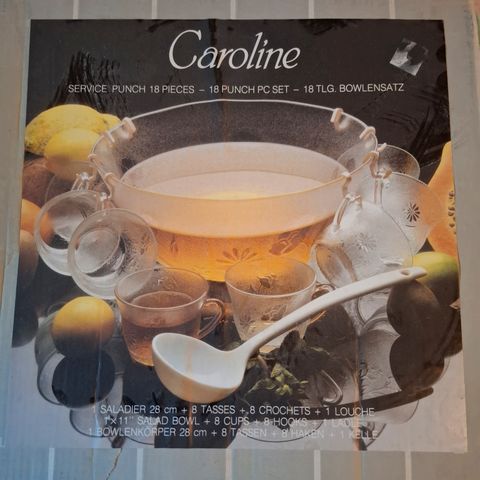 Caroline
SERVICE PUNCH 18 PIECES – 18 PUNCH PC SET – 18 TLG. BOWLENSATZ
1 SALADIER 28 cm + 8 TASSES + 8 CROCHETS + 1 LOUCHE
1 x 11" SALAD BOWL + 8 CUPS + 8 HOOKS + 1 LADLE
1 BOWLENKÖRPER 28 cm + 8 TASSEN + 8 HAKEN + 1 KELLE